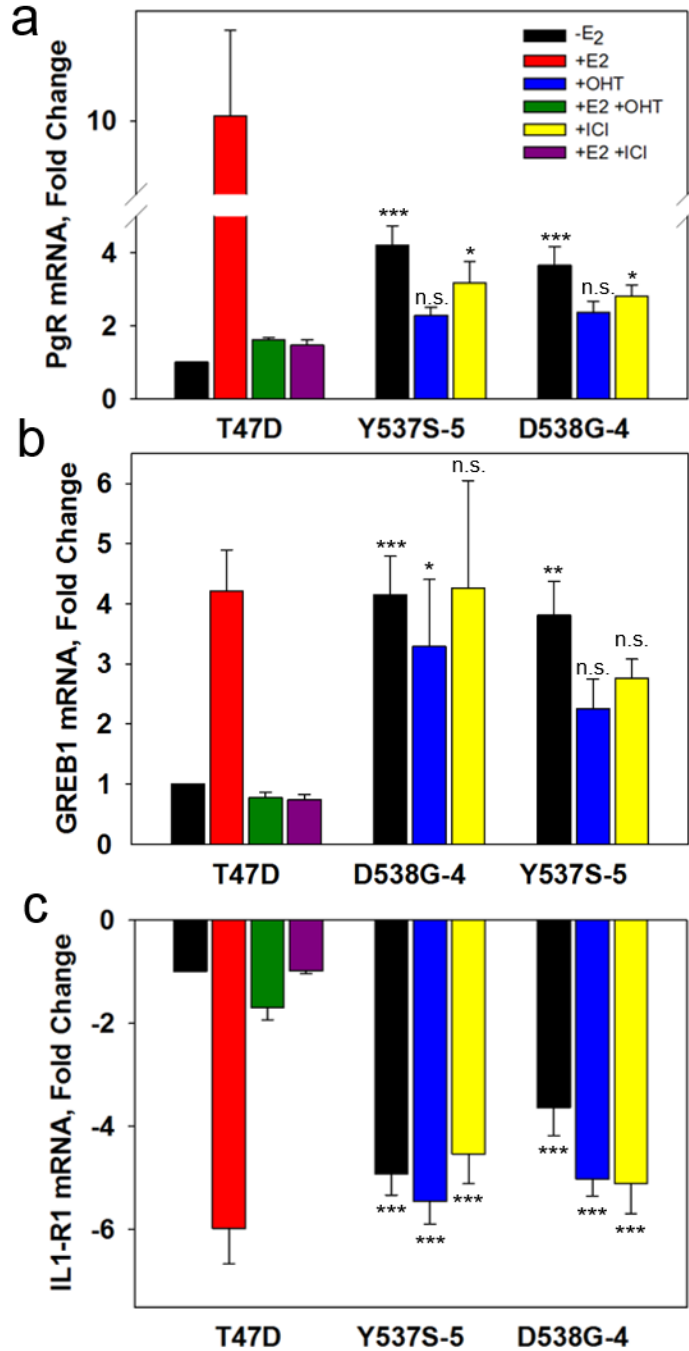 a
-E2
+E2
+OHT
+E2 +OHT
+ICI
+E2 +ICI
PgR mRNA, Fold Change
10
4
2
0
*** n.s. * *** n.s. *
T47D Y537S-5 D538G-4
b
GREB1 mRNA, Fold Change
6
5
4
3
2
1
0
*** * n.s. ** n.s. n.s.
T47D D538G-4 Y537S-5
c
IL1-R1 mRNA, Fold Change
0
-2
-4
-6
*** *** *** *** *** ***
T47D Y537S-5 D538G-4